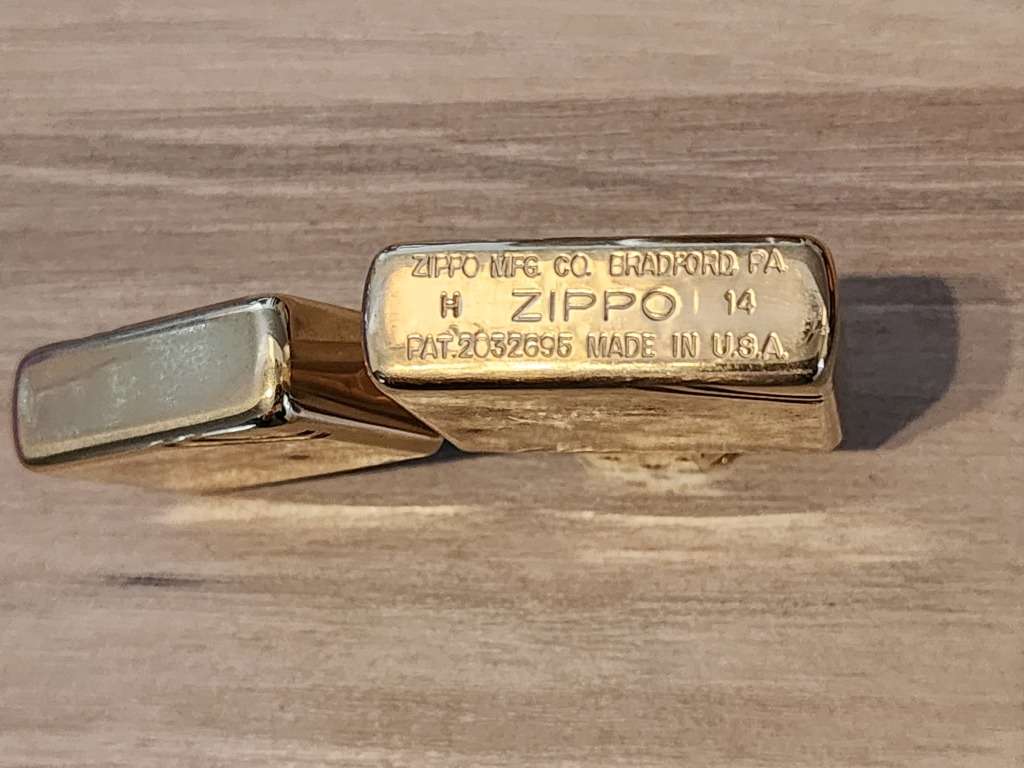 ZIPPO MFG. CO. BRADFORD, PA.
H ZIPPO 14
PAT.2032695 MADE IN U.S.A.